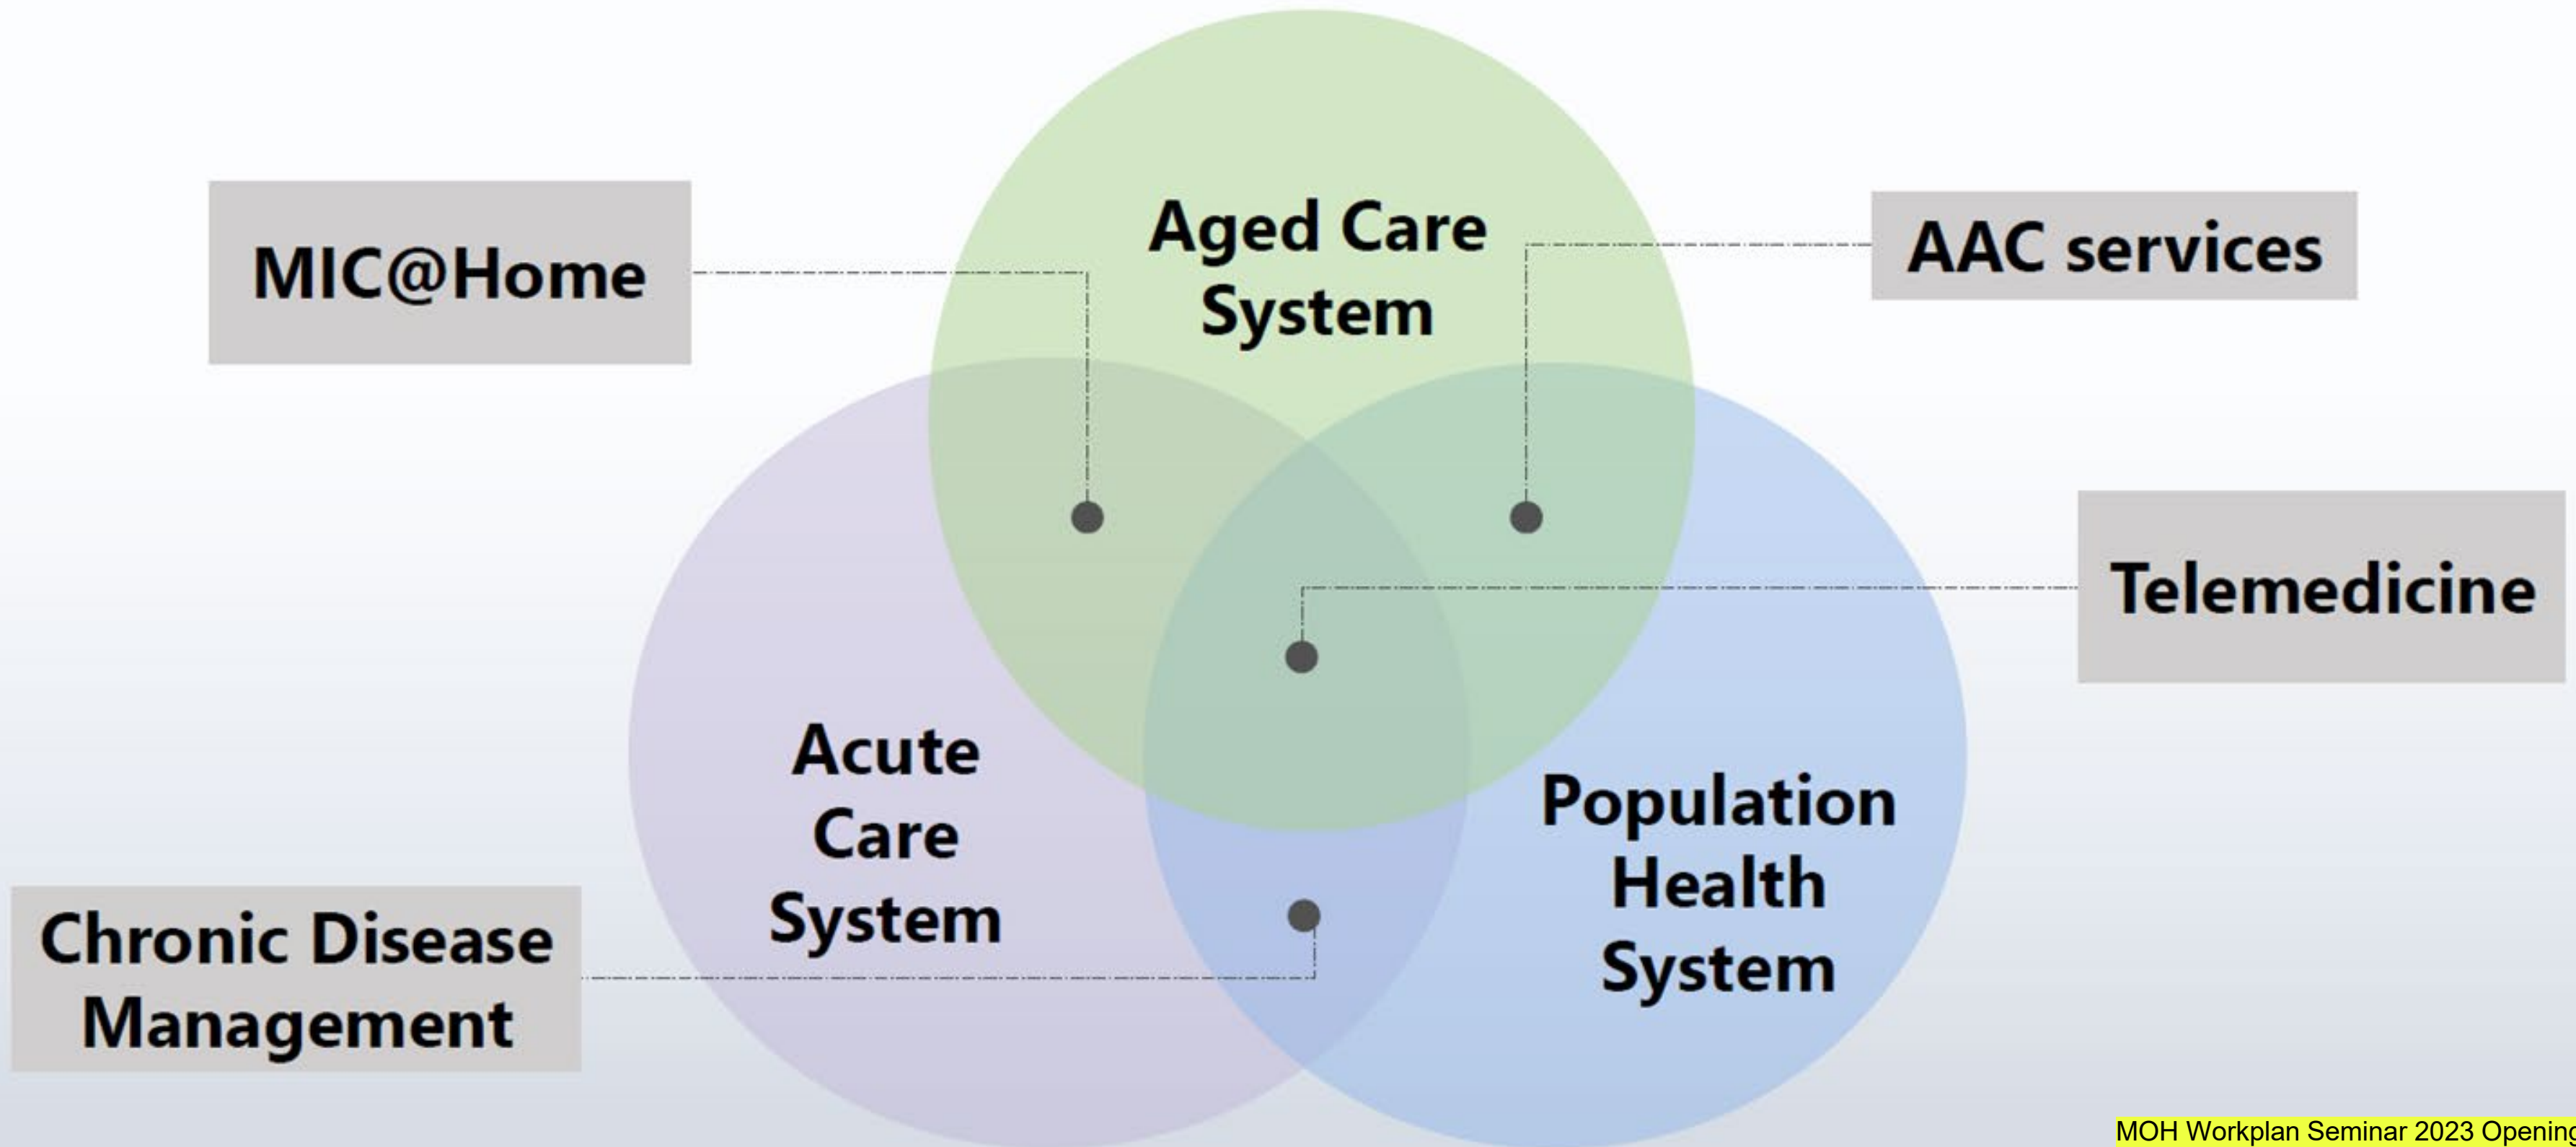 Aged Care
System
MIC@Home
AAC services
Telemedicine
Acute
Care
System
Population
Health
System
Chronic Disease
Management
MOH Workplan Seminar 2023 Opening